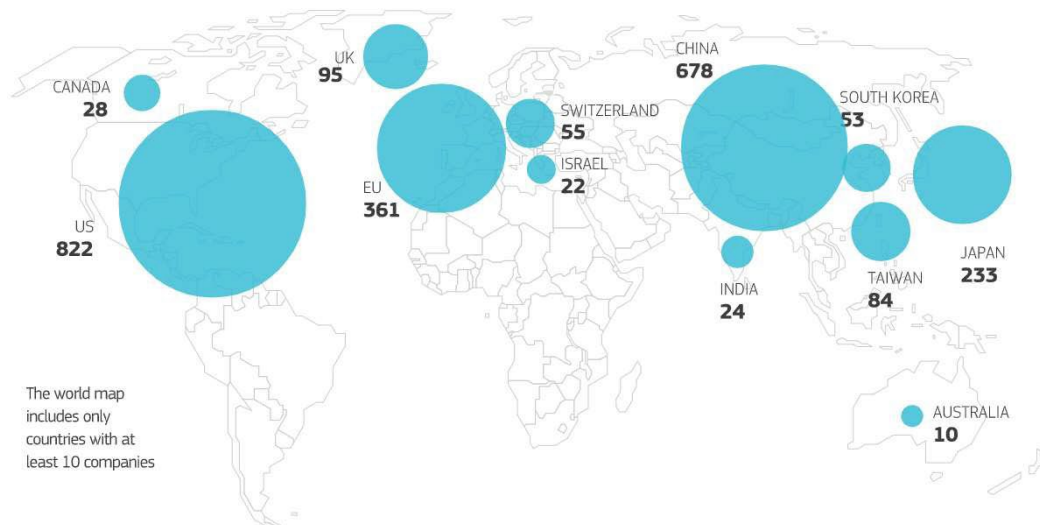 CANADA
28
UK
95
CHINA
678
SWITZERLAND
55
SOUTH KOREA
53
ISRAEL
22
EU
361
US
822
INDIA
24
TAIWAN
84
JAPAN
233
The world map
includes only
countries with at
least 10 companies
AUSTRALIA
10